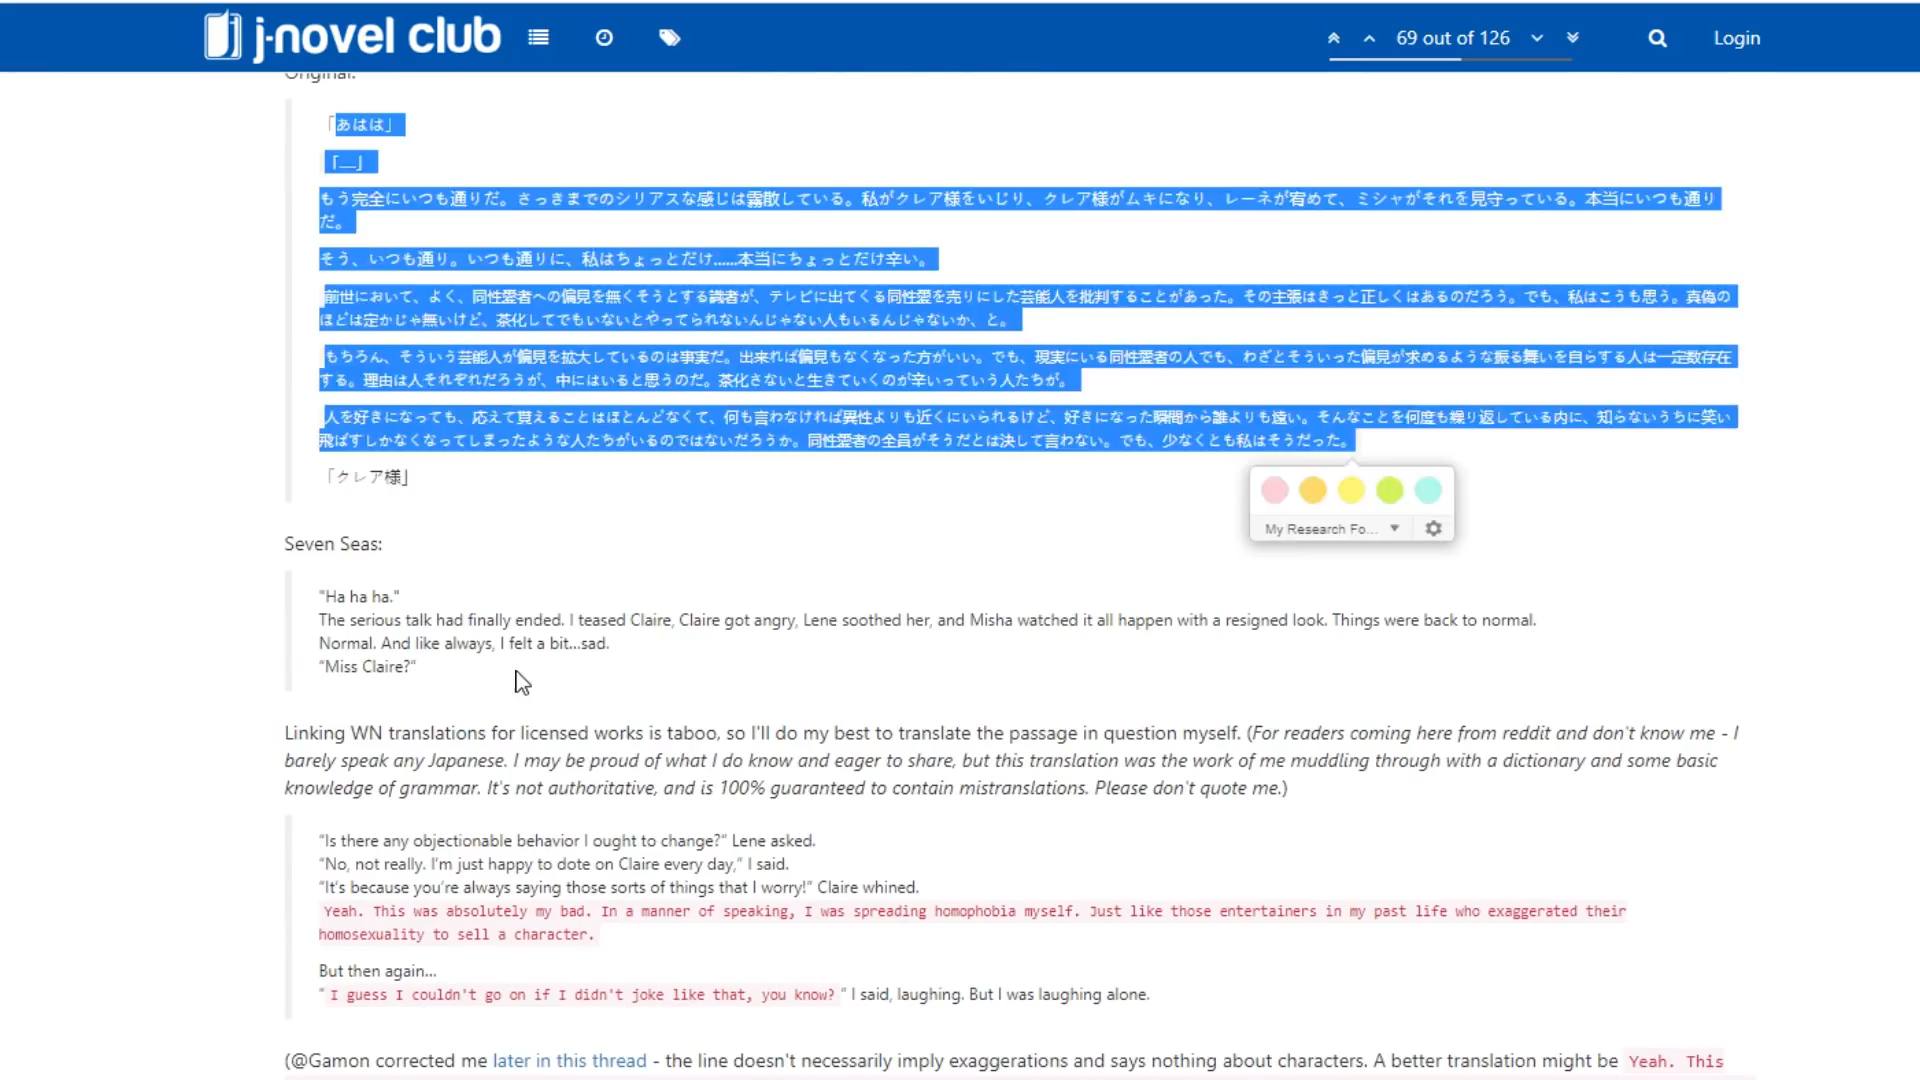 j-novel club
69 out of 126
Login
Original:
「あはは」
「__」
もう完全にいつも通りだ。さっきまでのシリアスな感じは霧散している。私がクレア様をいじり、クレア様がムキになり、レーネが宥めて、ミシャがそれを見守っている。本当にいつも通り
だ。
そう、いつも通り。いつも通りに、私はちょっとだけ......本当にちょっとだけ辛い。
前世において、よく、同性愛者への偏見を無くそうとする識者が、テレビに出てくる同性愛を売りにした芸能人を批判することがあった。その主張はきっと正しくはあるのだろう。でも、私はこうも思う。真偽の
ほどは定かじゃ無いけど、茶化してでもいないとやってられないんじゃない人もいるんじゃないか、と。
もちろん、そういう芸能人が偏見を拡大しているのは事実だ。出来れば偏見もなくなった方がいい。でも、現実にいる同性愛者の人でも、わざとそういった偏見が求めるような振る舞いを自らする人は一定数存在
する。理由は人それぞれだろうが、中にはいると思うのだ。茶化さないと生きていくのが辛いっていう人たちが。
人を好きになっても、応えて貰えることはほとんどなくて、何も言わなければ異性よりも近くにいられるけど、好きになった瞬間から誰よりも遠い。そんなことを何度も繰り返している内に、知らないうちに笑い
飛ばすしかなくなってしまったような人たちがいるのではないだろうか。同性愛者の全員がそうだとは決して言わない。でも、少なくとも私はそうだった。
「クレア様」
My Research Fo...
Seven Seas:
"Ha ha ha."
The serious talk had finally ended. I teased Claire, Claire got angry, Lene soothed her, and Misha watched it all happen with a resigned look. Things were back to normal.
Normal. And like always, I felt a bit...sad.
"Miss Claire?"
Linking WN translations for licensed works is taboo, so I'll do my best to translate the passage in question myself. (For readers coming here from reddit and don't know me - I
barely speak any Japanese. I may be proud of what I do know and eager to share, but this translation was the work of me muddling through with a dictionary and some basic
knowledge of grammar. It's not authoritative, and is 100% guaranteed to contain mistranslations. Please don't quote me.)
"Is there any objectionable behavior I ought to change?" Lene asked.
"No, not really. I'm just happy to dote on Claire every day," I said.
"It's because you're always saying those sorts of things that I worry!" Claire whined.
Yeah. This was absolutely my bad. In a manner of speaking, I was spreading homophobia myself. Just like those entertainers in my past life who exaggerated their
homosexuality to sell a character.
But then again...
" I guess I couldn't go on if I didn't joke like that, you know? " I said, laughing. But I was laughing alone.
(@Gamon corrected me later in this thread - the line doesn't necessarily imply exaggerations and says nothing about characters. A better translation might be Yeah. This